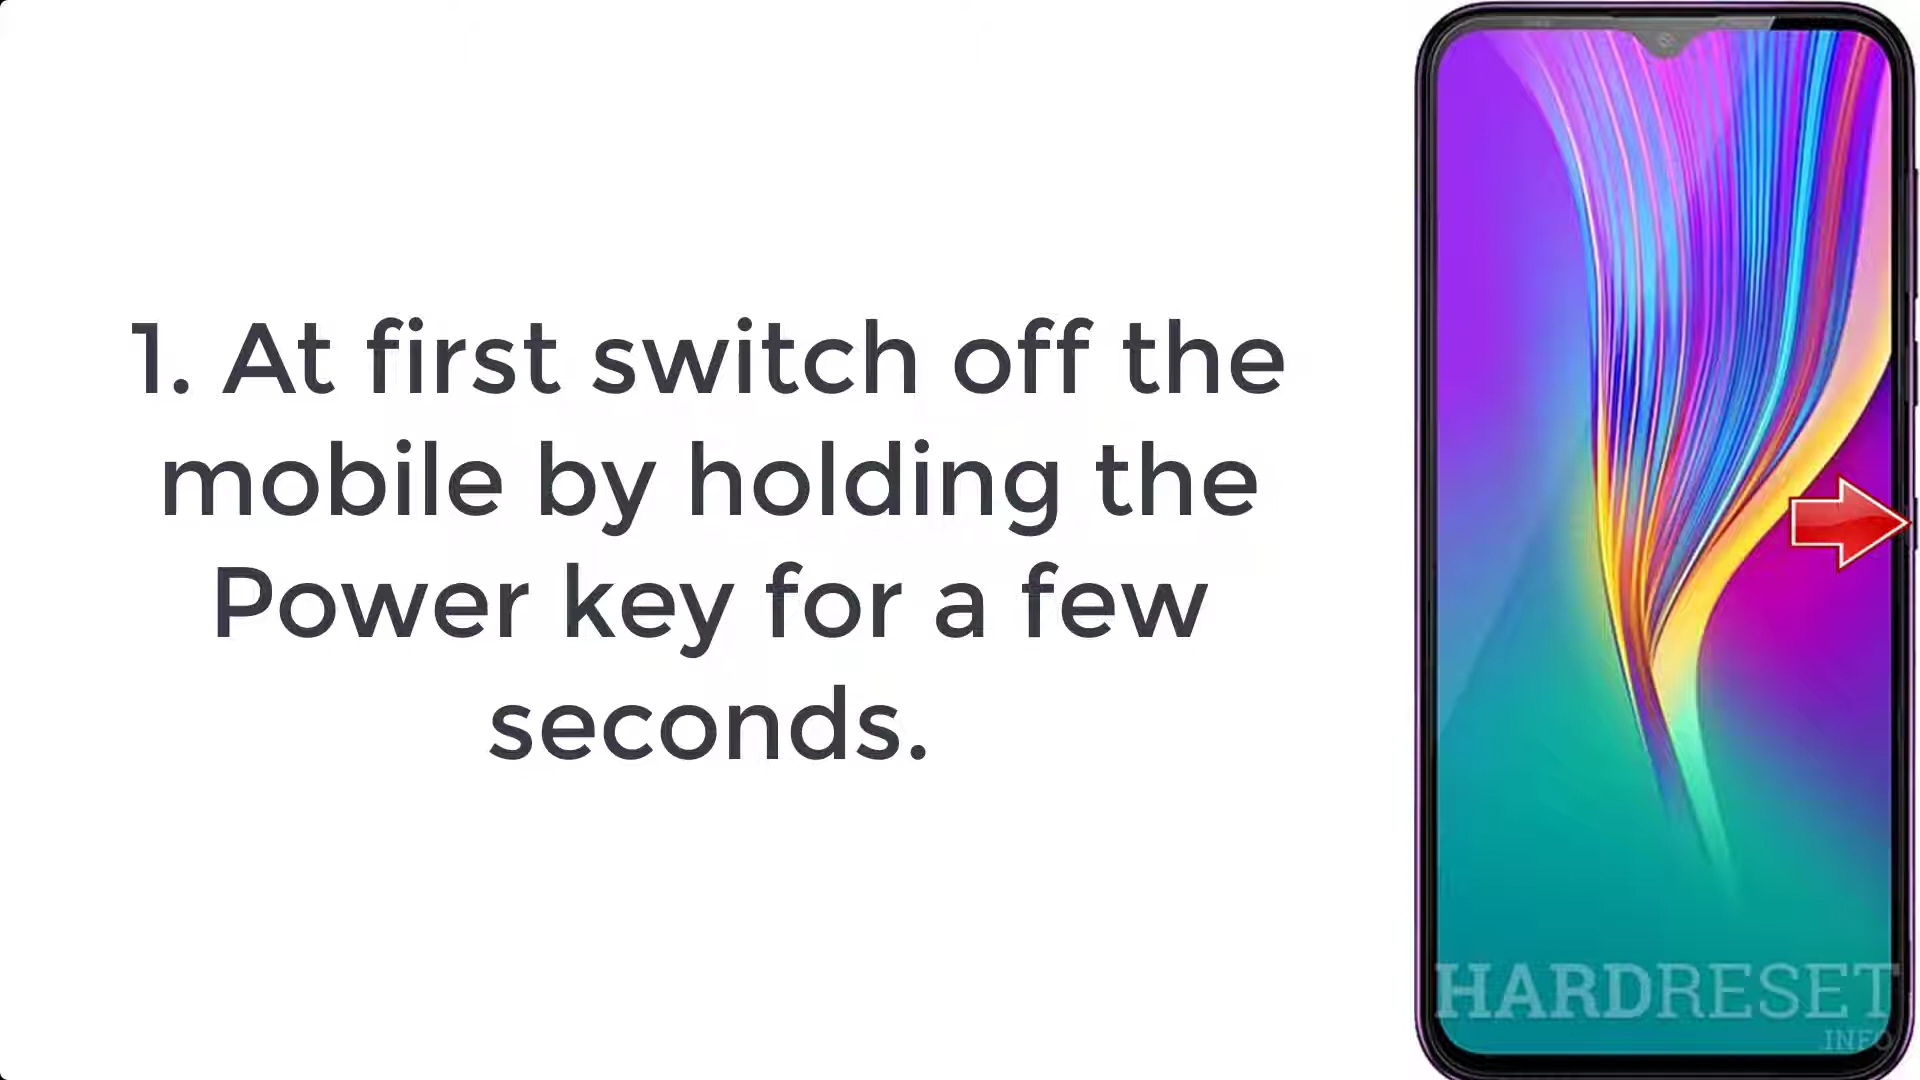 1. At first switch off the
mobile by holding the
Power key for a few
seconds.
HARDRESET
.INFO